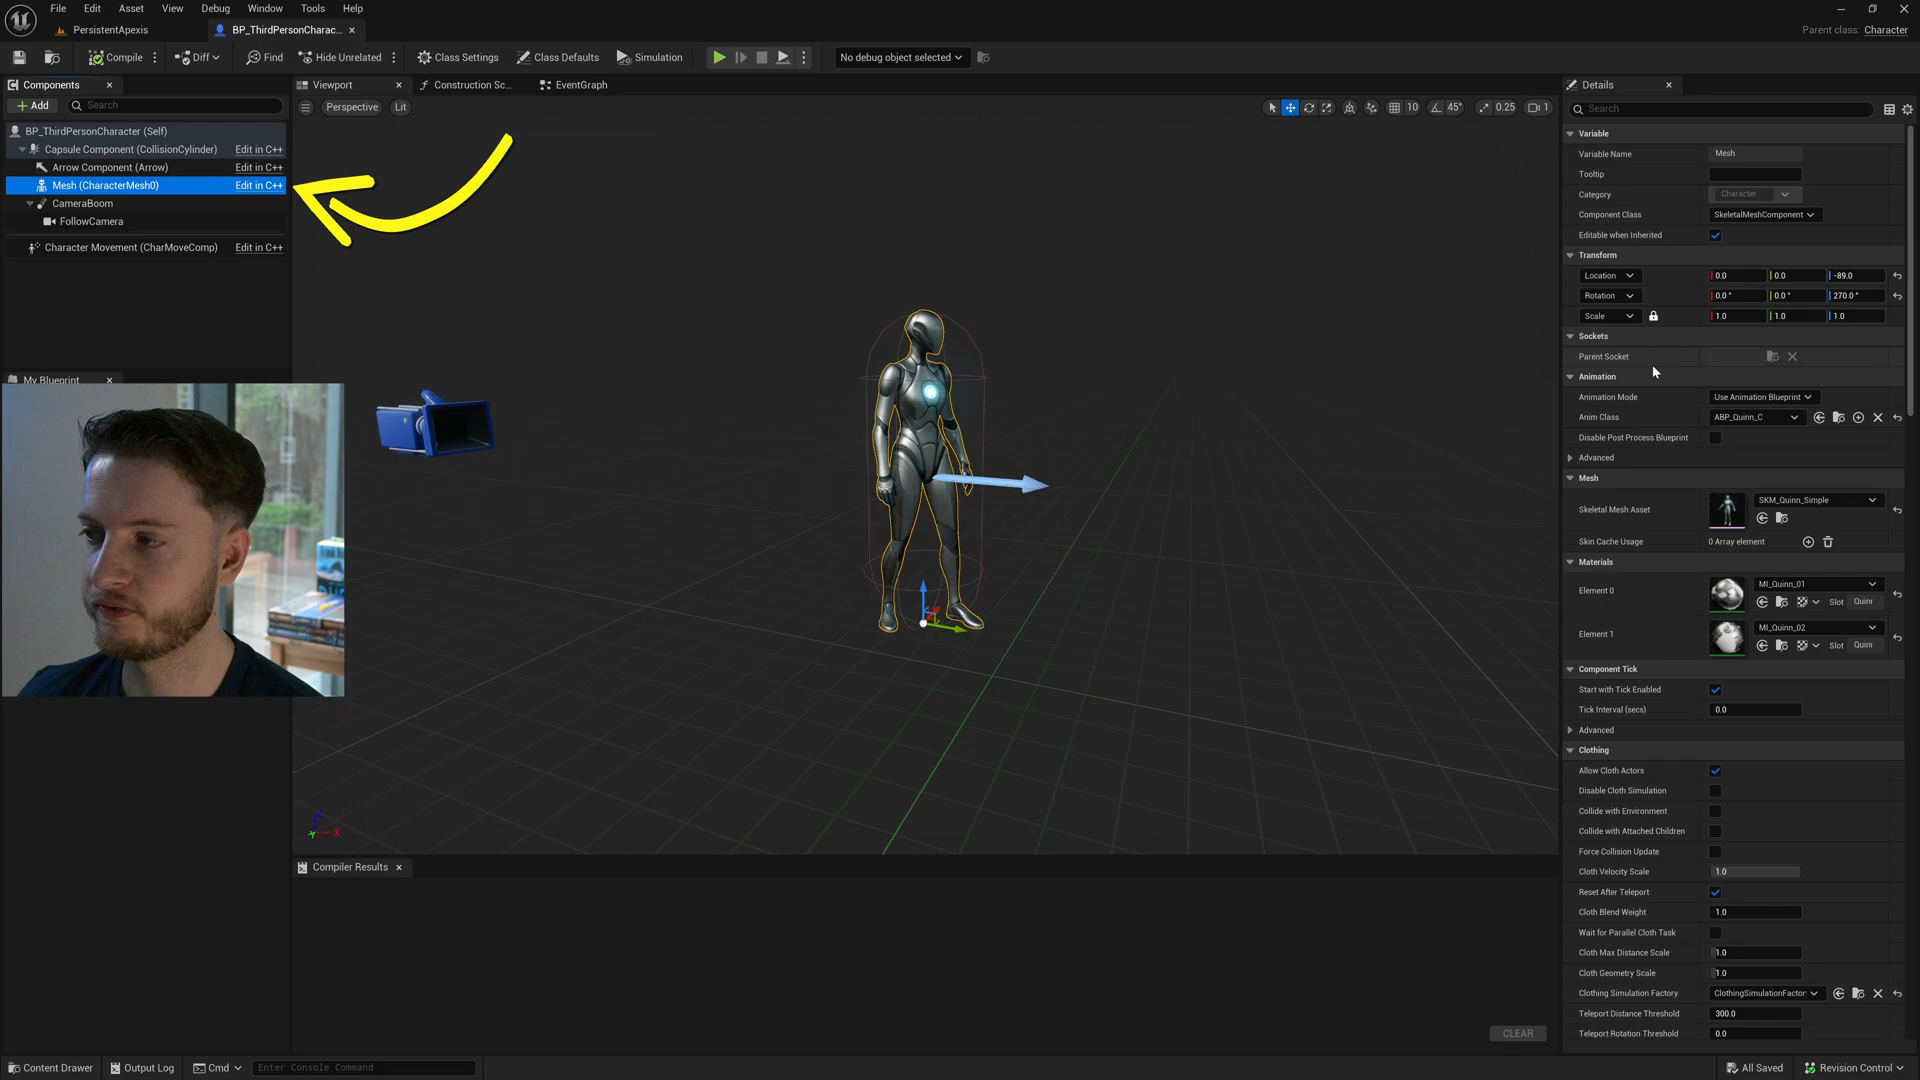 File Edit Asset View Debug Window Tools Help
PersistentApexis
BP_ThirdPersonCharac...
Parent class: Character
Compile
Diff
Find
Hide Unrelated
Class Settings
Class Defaults
Simulation
No debug object selected
Components
Add
Search
BP_ThirdPersonCharacter (Self)
Capsule Component (CollisionCylinder) Edit in C++
Arrow Component (Arrow) Edit in C++
Mesh (CharacterMesh0) Edit in C++
CameraBoom
FollowCamera
Character Movement (CharMoveComp) Edit in C++
My Blueprint
Viewport
Construction Sc...
EventGraph
Perspective
Lit
10
45°
0.25
1
X
Y
Compiler Results
CLEAR
Details
Search
Variable
Variable Name Mesh
Tooltip
Category Character
Component Class SkeletalMeshComponent
Editable when Inherited
Transform
Location 0.0 0.0 -89.0
Rotation 0.0 ° 0.0 ° 270.0 °
Scale 1.0 1.0 1.0
Sockets
Parent Socket
Animation
Animation Mode Use Animation Blueprint
Anim Class ABP_Quinn_C
Disable Post Process Blueprint
Advanced
Mesh
Skeletal Mesh Asset SKM_Quinn_Simple
Skin Cache Usage 0 Array element
Materials
Element 0 MI_Quinn_01
Slot Quinn
Element 1 MI_Quinn_02
Slot Quinn
Component Tick
Start with Tick Enabled
Tick Interval (secs) 0.0
Advanced
Clothing
Allow Cloth Actors
Disable Cloth Simulation
Collide with Environment
Collide with Attached Children
Force Collision Update
Cloth Velocity Scale 1.0
Reset After Teleport
Cloth Blend Weight 1.0
Wait for Parallel Cloth Task
Cloth Max Distance Scale 1.0
Cloth Geometry Scale 1.0
Clothing Simulation Factory ClothingSimulationFactor
Teleport Distance Threshold 300.0
Teleport Rotation Threshold 0.0
Content Drawer
Output Log
Cmd
Enter Console Command
All Saved
Revision Control